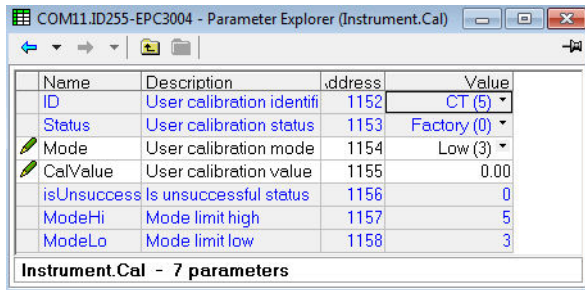 COM11.ID255-EPC3004 - Parameter Explorer (Instrument.Cal)
Name Description ddress Value
ID User calibration identifi 1152 CT (5)
Status User calibration status 1153 Factory (0)
Mode User calibration mode 1154 Low (3)
CalValue User calibration value 1155 0.00
isUnsuccess Is unsuccessful status 1156 0
ModeHi Mode limit high 1157 5
ModeLo Mode limit low 1158 3
Instrument.Cal - 7 parameters